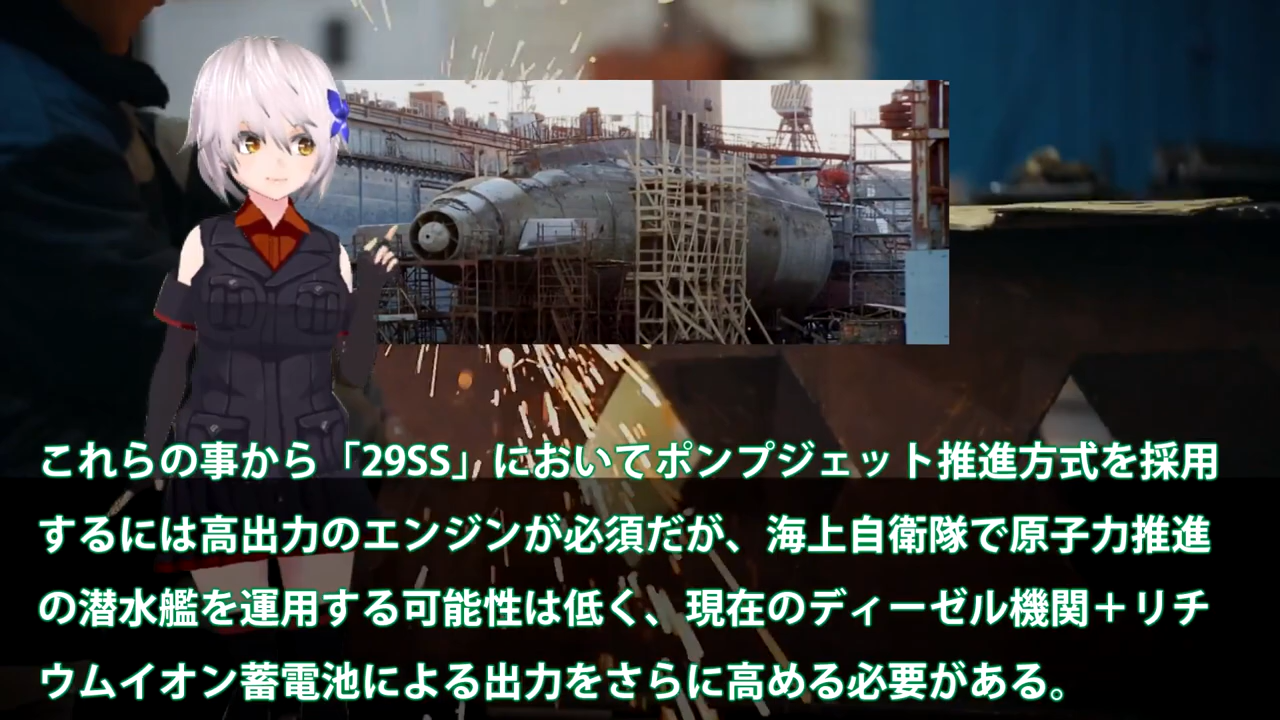 これらの事から「29SS」においてポンプジェット推進方式を採用
するには高出力のエンジンが必須だが、海上自衛隊で原子力推進
の潜水艦を運用する可能性は低く、現在のディーゼル機関＋リチ
ウムイオン蓄電池による出力をさらに高める必要がある。